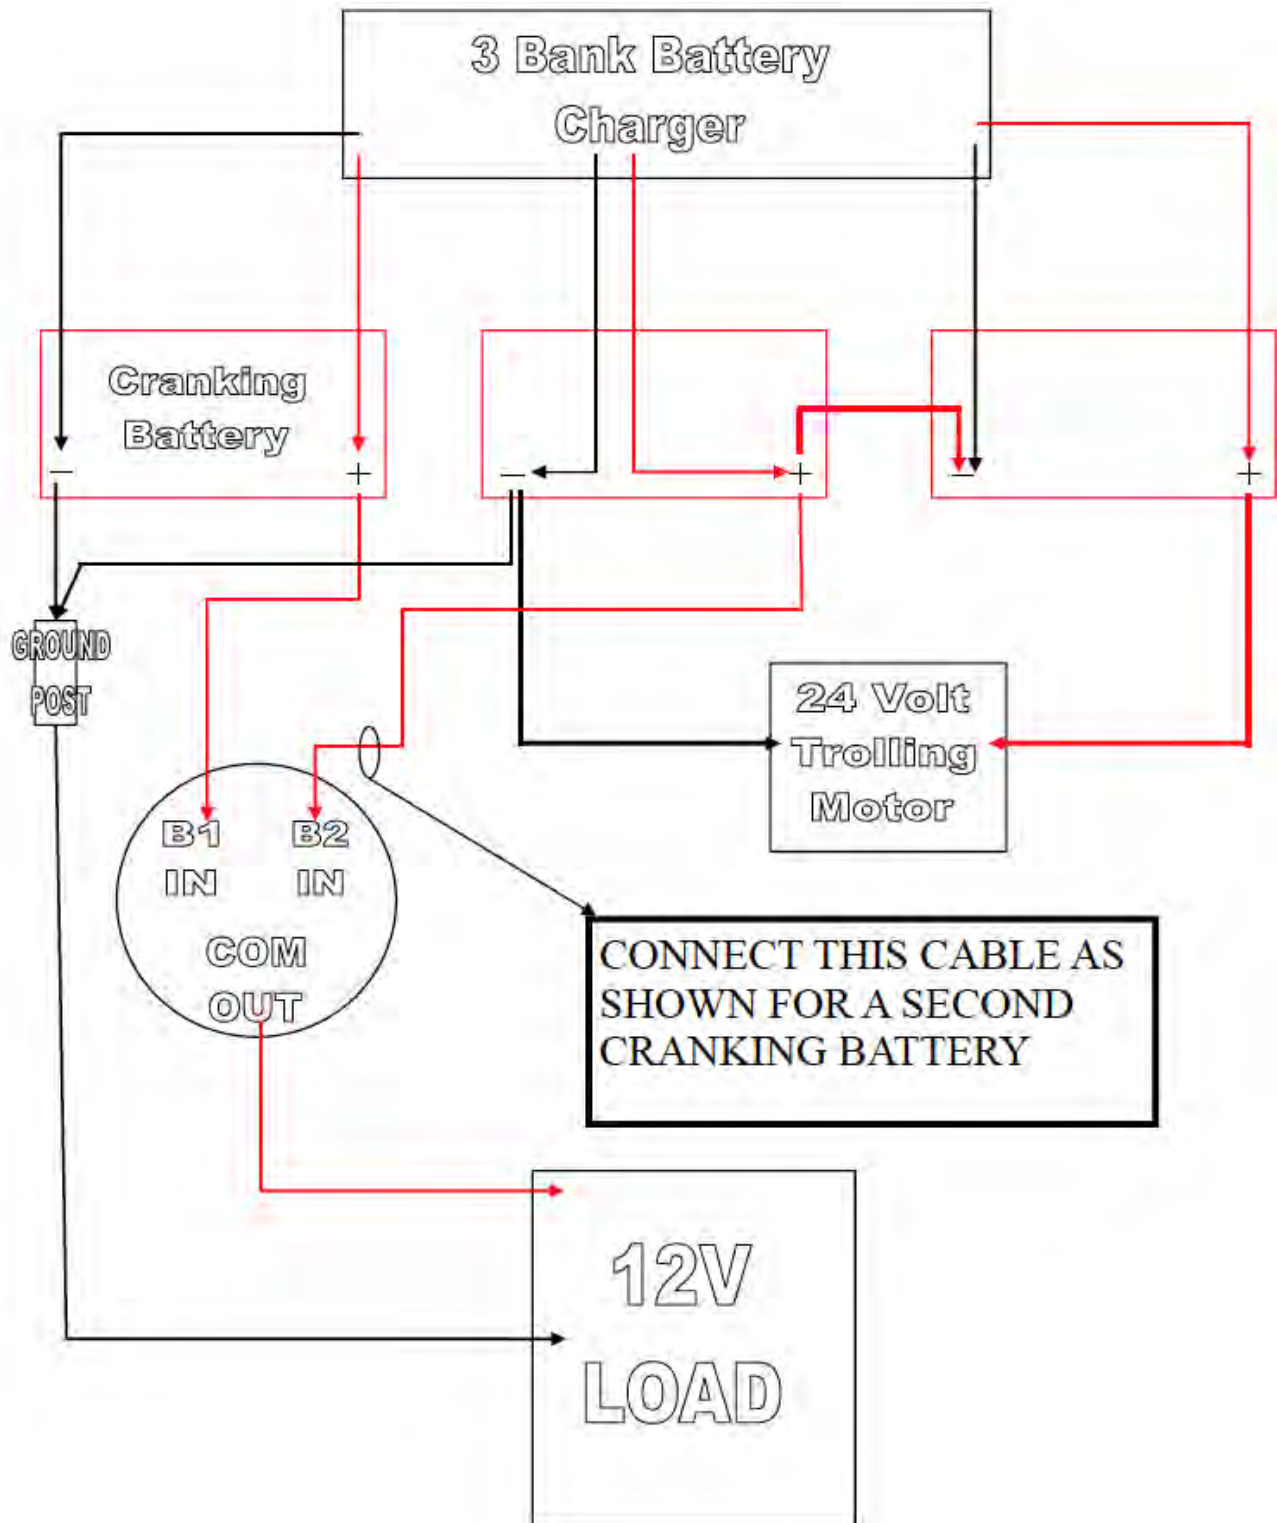 3 Bank Battery
Charger
Cranking
Battery
− +
− +
− +
GROUND
POST
24 Volt
Trolling
Motor
B1 B2
IN IN
COM
OUT
CONNECT THIS CABLE AS
SHOWN FOR A SECOND
CRANKING BATTERY
12V
LOAD